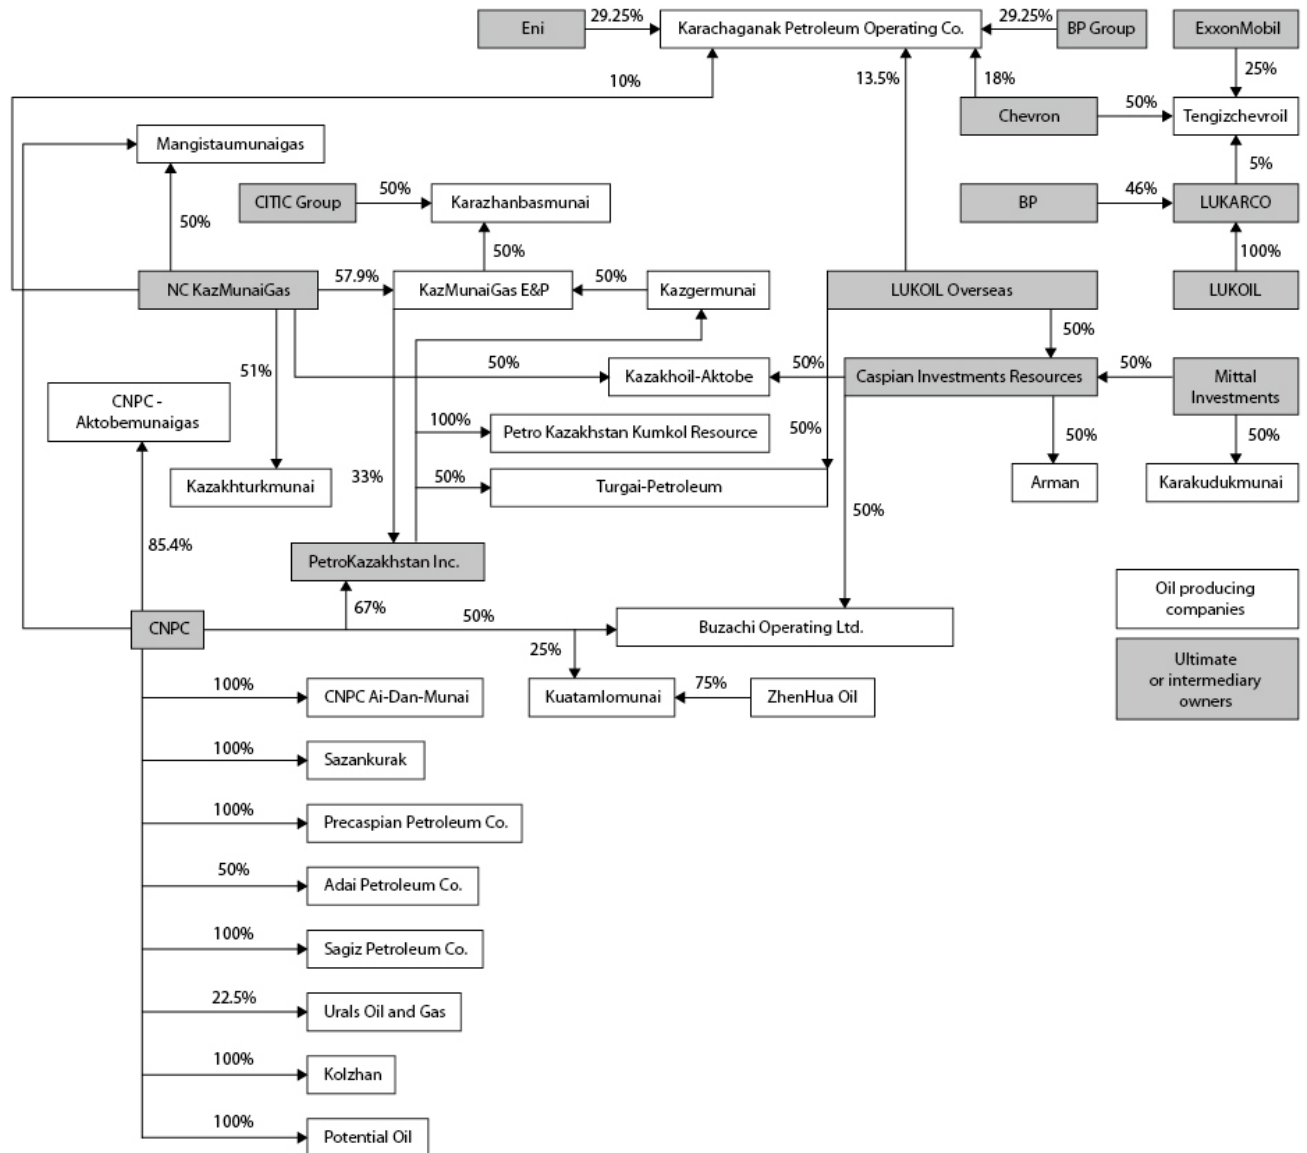 Eni
29.25%
Karachaganak Petroleum Operating Co.
29.25%
BP Group
ExxonMobil
10%
13.5%
18%
25%
Chevron
50%
Tengizchevroil
Mangistaumunaigas
5%
CITIC Group
50%
Karazhanbasmunai
BP
46%
LUKARCO
50%
50%
100%
NC KazMunaiGas
57.9%
KazMunaiGas E&P
50%
Kazgermunai
LUKOIL Overseas
LUKOIL
50%
51%
50%
Kazakhoil-Aktobe
50%
Caspian Investments Resources
50%
Mittal
Investments
CNPC -
Aktobemunaigas
100%
Petro Kazakhstan Kumkol Resource
50%
50%
50%
Kazakhturkmunai
33%
50%
Turgai-Petroleum
Arman
Karakudukmunai
50%
85.4%
PetroKazakhstan Inc.
67%
CNPC
50%
Buzachi Operating Ltd.
Oil producing
companies
25%
100%
CNPC Ai-Dan-Munai
Kuatamlomunai
75%
ZhenHua Oil
Ultimate
or intermediary
owners
100%
Sazankurak
100%
Precaspian Petroleum Co.
50%
Adai Petroleum Co.
100%
Sagiz Petroleum Co.
22.5%
Urals Oil and Gas
100%
Kolzhan
100%
Potential Oil